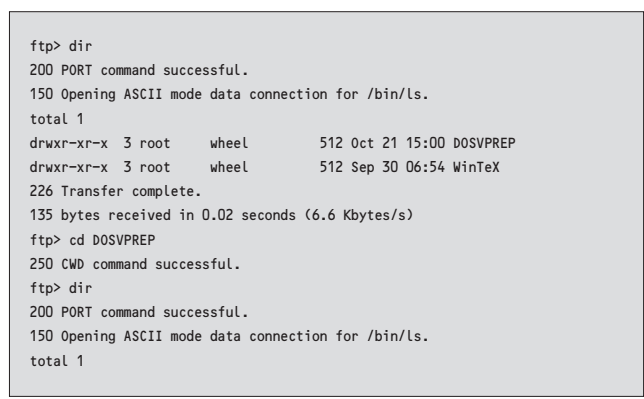 ftp> dir
200 PORT command successful.
150 Opening ASCII mode data connection for /bin/ls.
total 1
drwxr-xr-x 3 root wheel 512 Oct 21 15:00 DOSVPREP
drwxr-xr-x 3 root wheel 512 Sep 30 06:54 WinTeX
226 Transfer complete.
135 bytes received in 0.02 seconds (6.6 Kbytes/s)
ftp> cd DOSVPREP
250 CWD command successful.
ftp> dir
200 PORT command successful.
150 Opening ASCII mode data connection for /bin/ls.
total 1